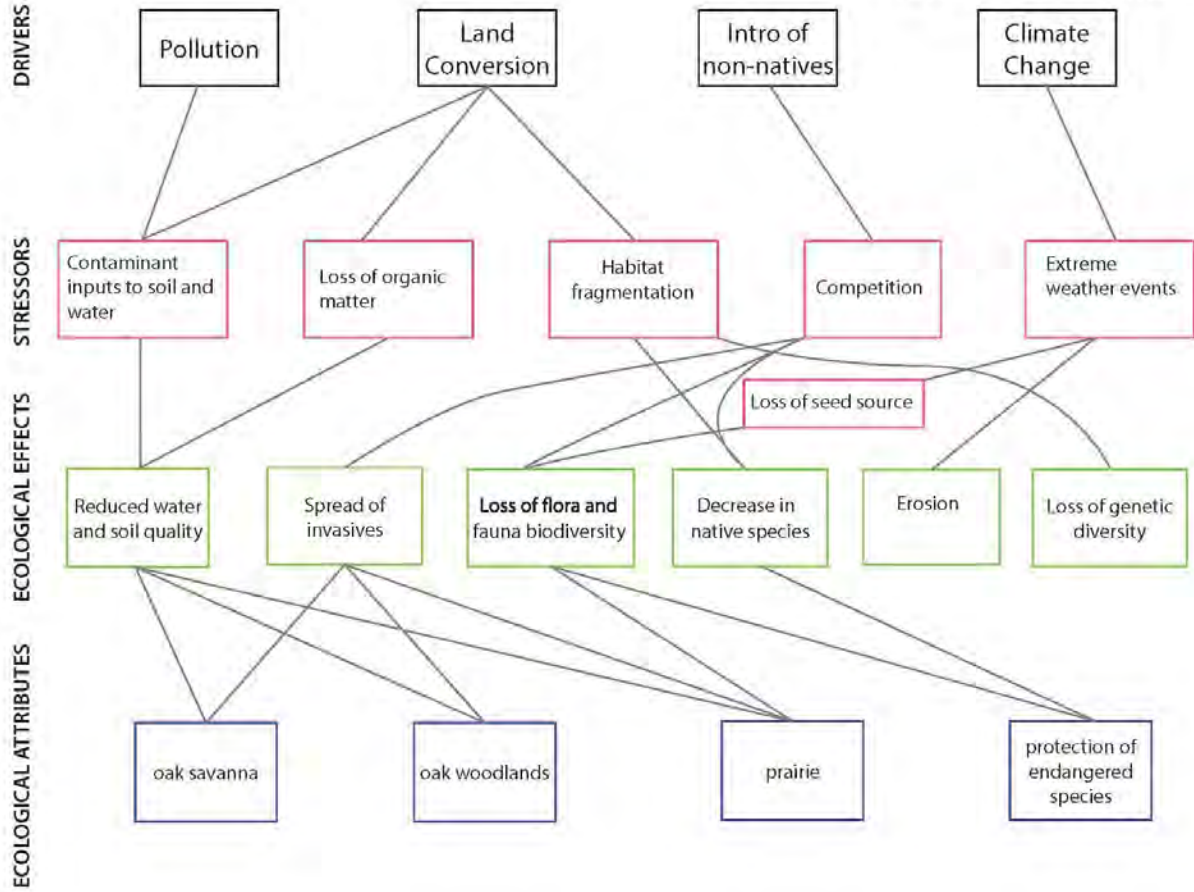 DRIVERS
Pollution
Land
Conversion
Intro of
non-natives
Climate
Change
STRESSORS
Contaminant
inputs to soil and
water
Loss of organic
matter
Habitat
fragmentation
Competition
Extreme
weather events
Loss of seed source
ECOLOGICAL EFFECTS
Reduced water
and soil quality
Spread of
invasives
Loss of flora and
fauna biodiversity
Decrease in
native species
Erosion
Loss of genetic
diversity
ECOLOGICAL ATTRIBUTES
oak savanna
oak woodlands
prairie
protection of
endangered
species